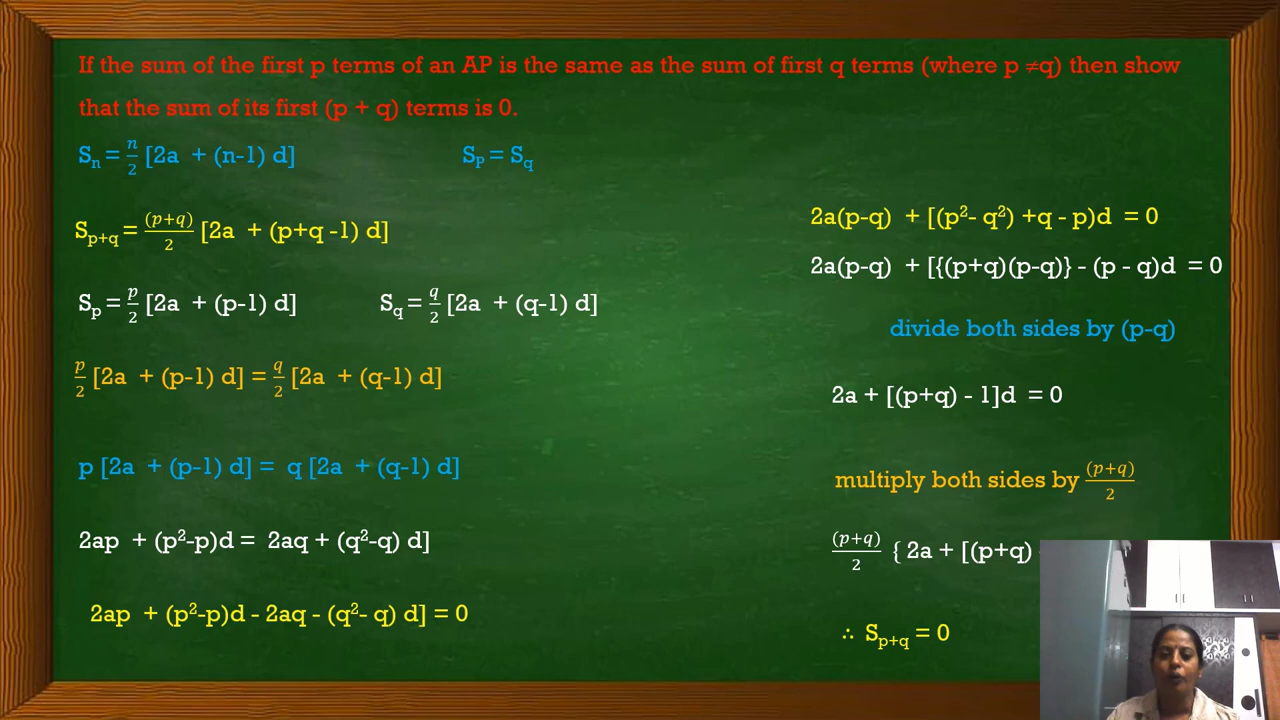 If the sum of the first p terms of an AP is the same as the sum of first q terms (where p ≠q) then show
that the sum of its first (p + q) terms is 0.
Sₙ = n/2 [2a + (n-1) d] Sₚ = S_q
S_{p+q} = (p+q)/2 [2a + (p+q -1) d]
Sₚ = p/2 [2a + (p-1) d] S_q = q/2 [2a + (q-1) d]
p/2 [2a + (p-1) d] = q/2 [2a + (q-1) d]
p [2a + (p-1) d] = q [2a + (q-1) d]
2ap + (p²-p)d = 2aq + (q²-q) d]
2ap + (p²-p)d - 2aq - (q²- q) d] = 0
2a(p-q) + [(p²- q²) +q - p)d = 0
2a(p-q) + [{(p+q)(p-q)} - (p - q)d = 0
divide both sides by (p-q)
2a + [(p+q) - 1]d = 0
multiply both sides by (p+q)/2
(p+q)/2 { 2a + [(p+q)
∴ S_{p+q} = 0